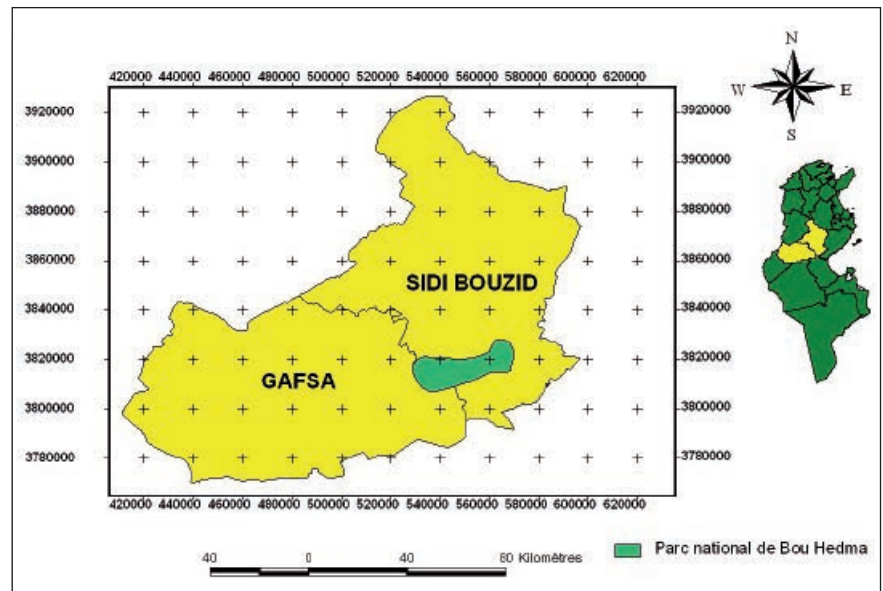 N
W E
S
420000 440000 460000 480000 500000 520000 540000 560000 580000 600000 620000
3920000 3920000
3900000 3900000
3880000 3880000
3860000 3860000
SIDI BOUZID
3840000 3840000
3820000 3820000
GAFSA
3800000 3800000
3780000 3780000
420000 440000 460000 480000 500000 520000 540000 560000 580000 600000 620000
Parc national de Bou Hedma
40 0 40 80 Kilomètres